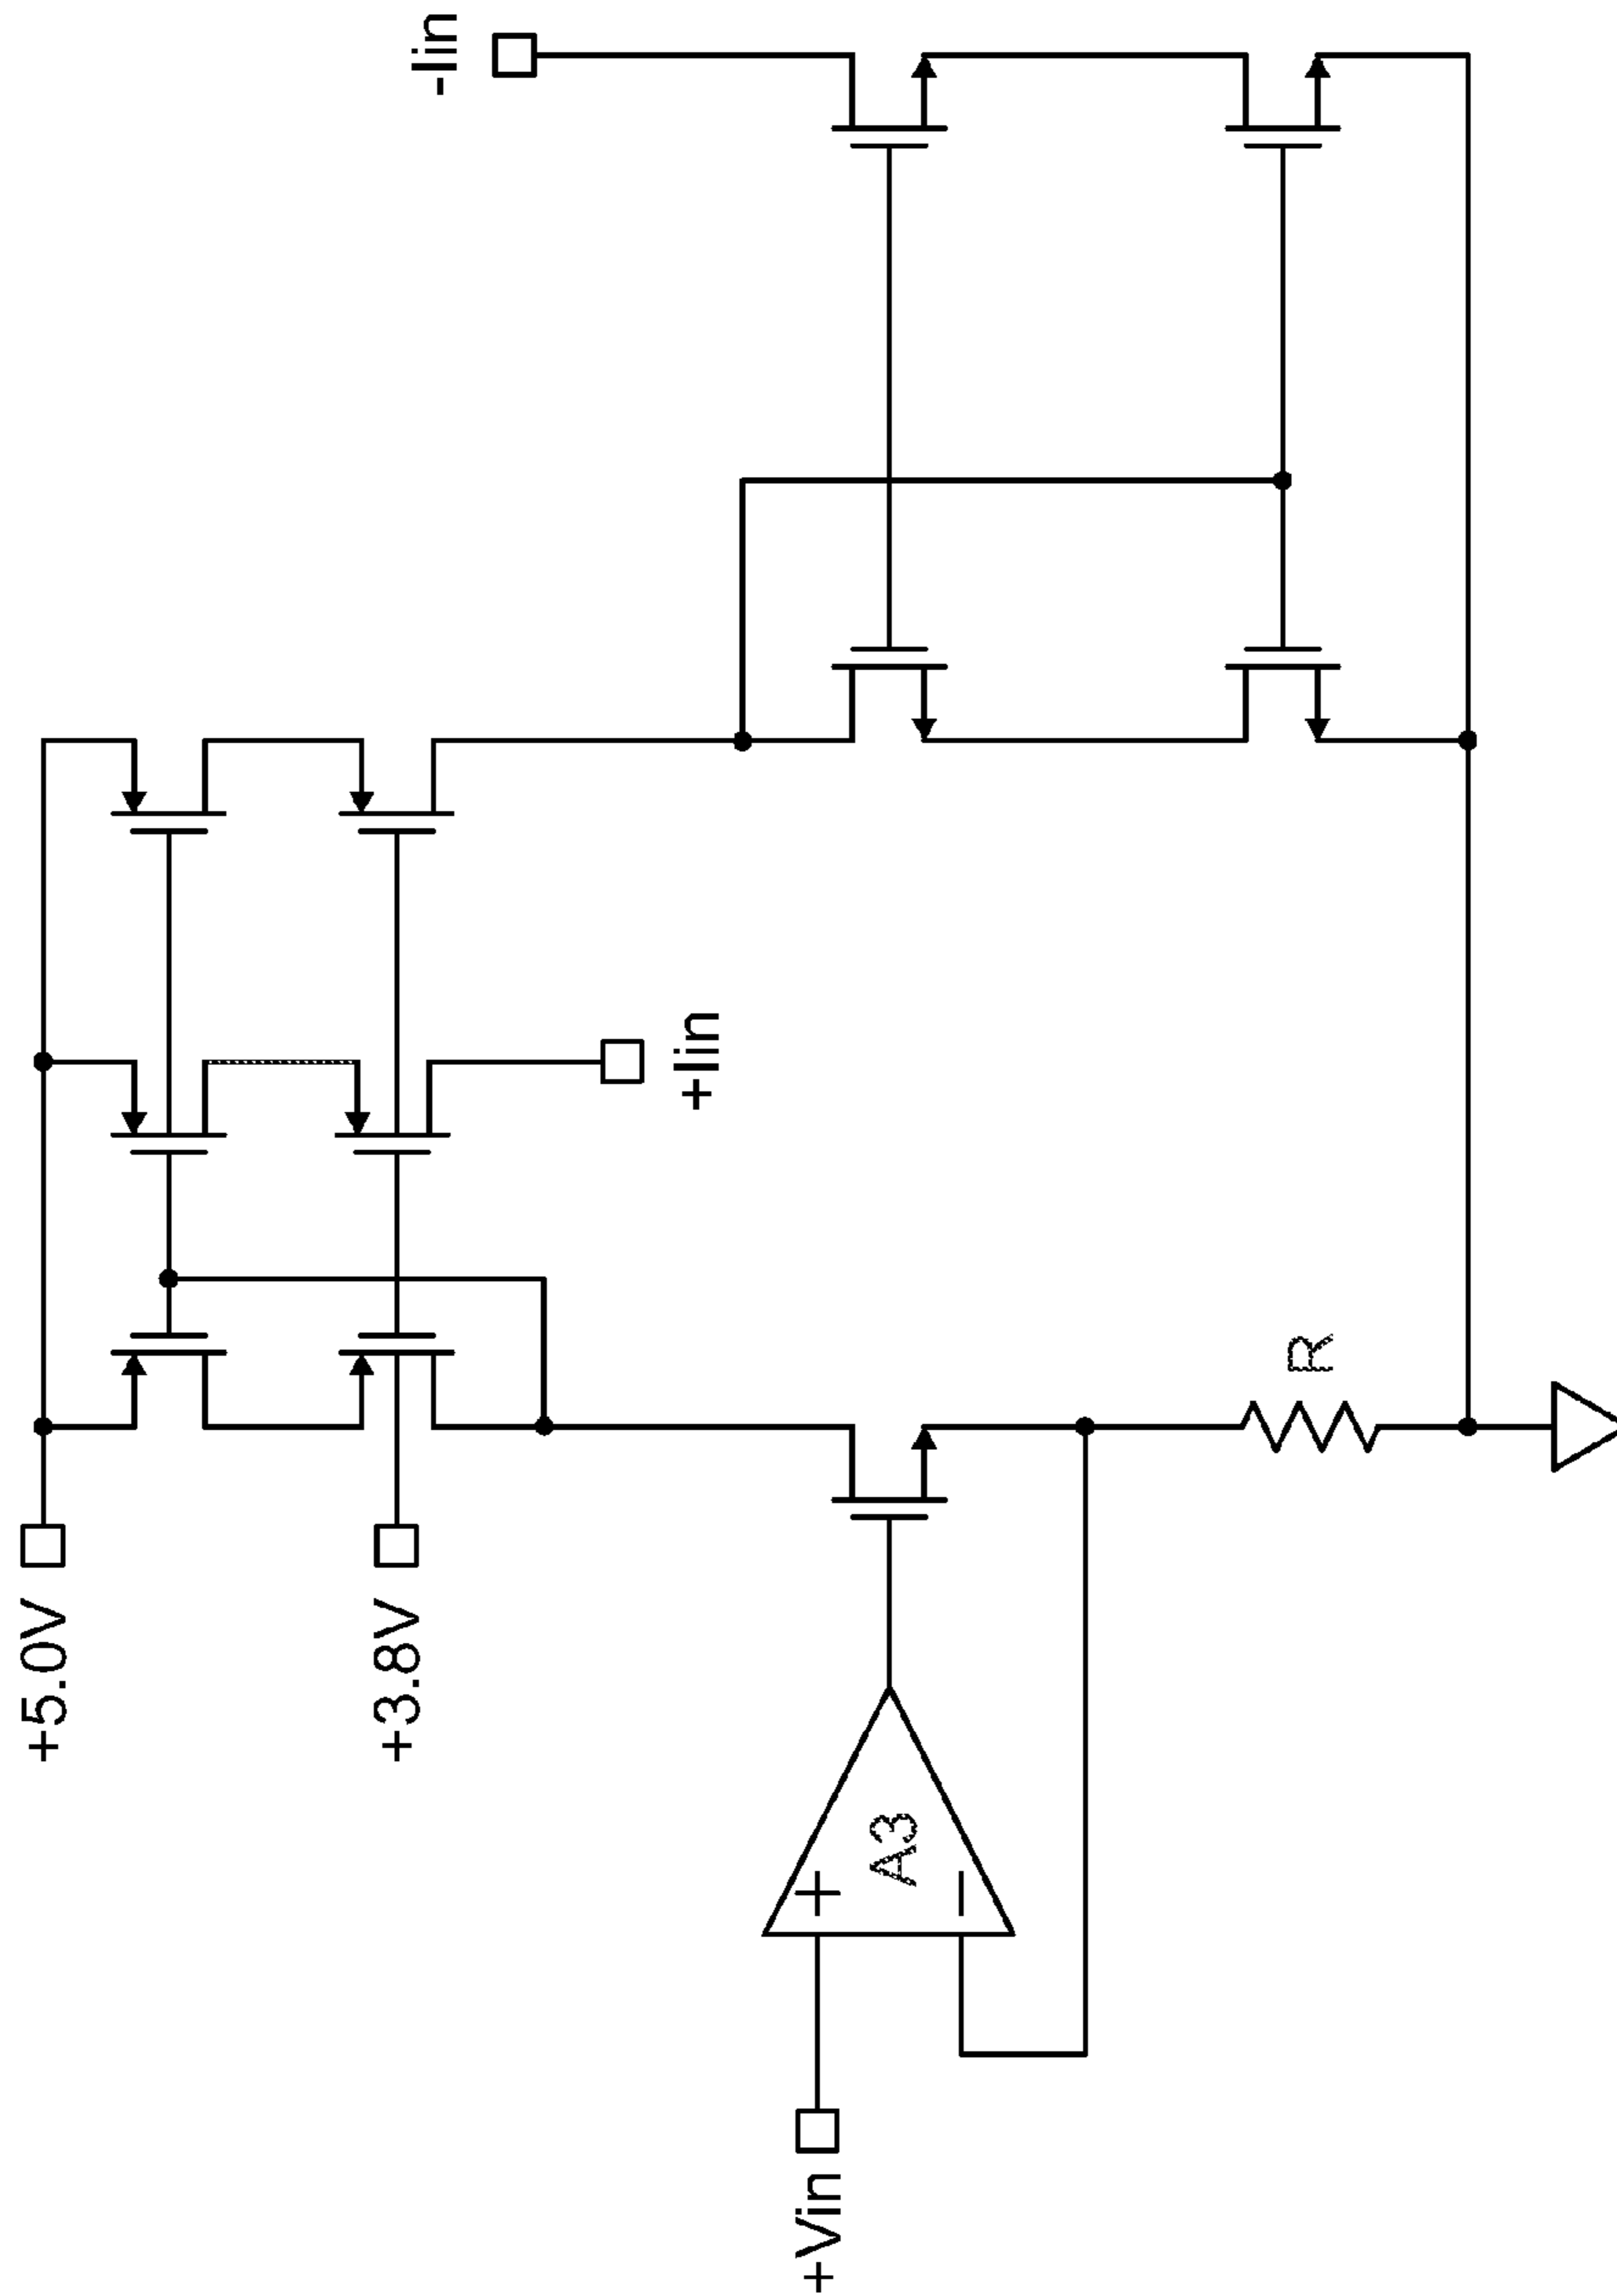 +5.0V
+3.8V
+Vin
A3
+
−
R
+Iin
-Iin